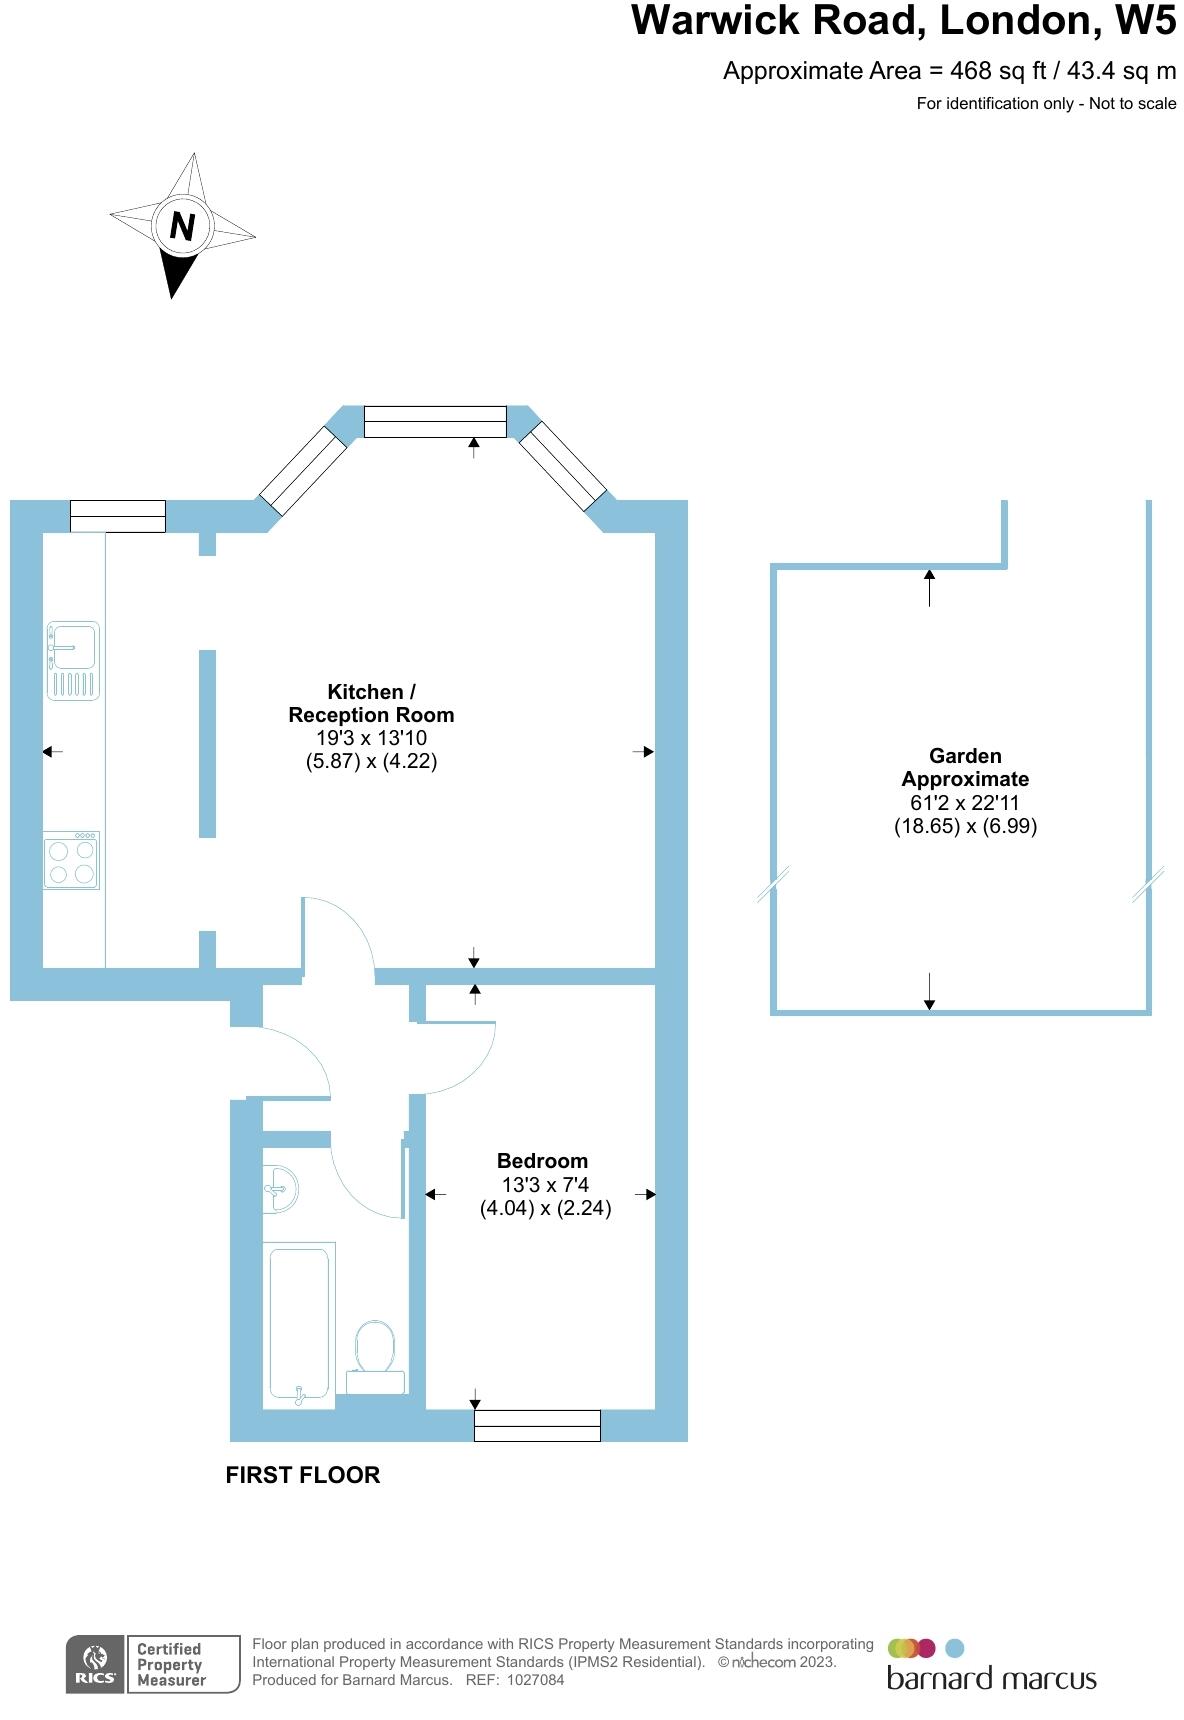 Warwick Road, London, W5
Approximate Area = 468 sq ft / 43.4 sq m
For identification only - Not to scale
N
Kitchen /
Reception Room
19'3 x 13'10
(5.87) x (4.22)
Garden
Approximate
61'2 x 22'11
(18.65) x (6.99)
Bedroom
13'3 x 7'4
(4.04) x (2.24)
FIRST FLOOR
RICS
Certified
Property
Measurer
Floor plan produced in accordance with RICS Property Measurement Standards incorporating
International Property Measurement Standards (IPMS2 Residential). © nichecom 2023.
Produced for Barnard Marcus. REF: 1027084
barnard marcus